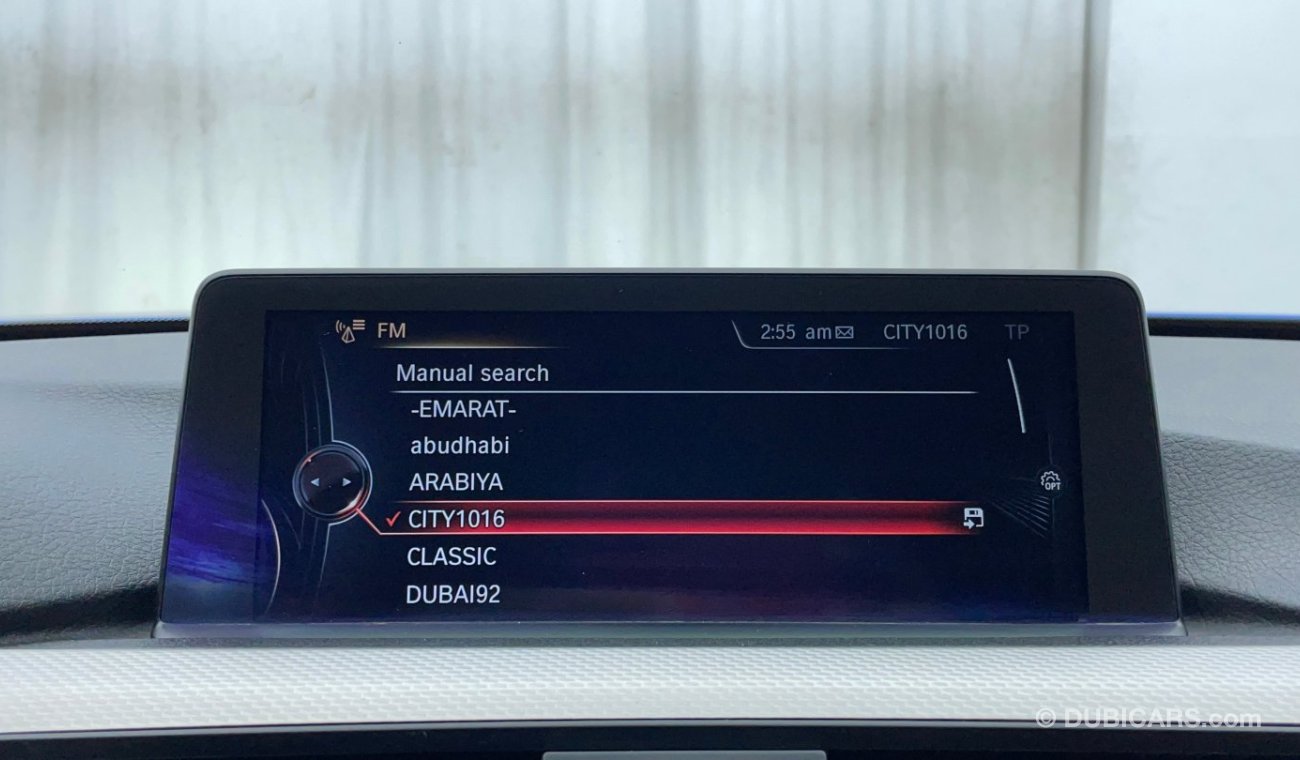 FM 2:55 am CITY1016 TP
Manual search
-EMARAT-
abudhabi
ARABIYA
CITY1016
OPT
CLASSIC
DUBAI92
© DUBICARS.com